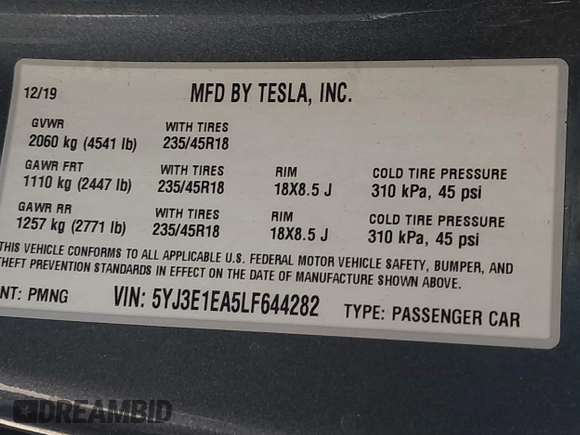 12/19 MFD BY TESLA, INC.
GVWR WITH TIRES
2060 kg (4541 lb) 235/45R18
GAWR FRT WITH TIRES RIM COLD TIRE PRESSURE
1110 kg (2447 lb) 235/45R18 18X8.5 J 310 kPa, 45 psi
GAWR RR WITH TIRES RIM COLD TIRE PRESSURE
1257 kg (2771 lb) 235/45R18 18X8.5 J 310 kPa, 45 psi
THIS VEHICLE CONFORMS TO ALL APPLICABLE U.S. FEDERAL MOTOR VEHICLE SAFETY, BUMPER, AND
THEFT PREVENTION STANDARDS IN EFFECT ON THE DATE OF MANUFACTURE SHOWN ABOVE.
NT: PMNG VIN: 5YJ3E1EA5LF644282 TYPE: PASSENGER CAR
DREAMBID